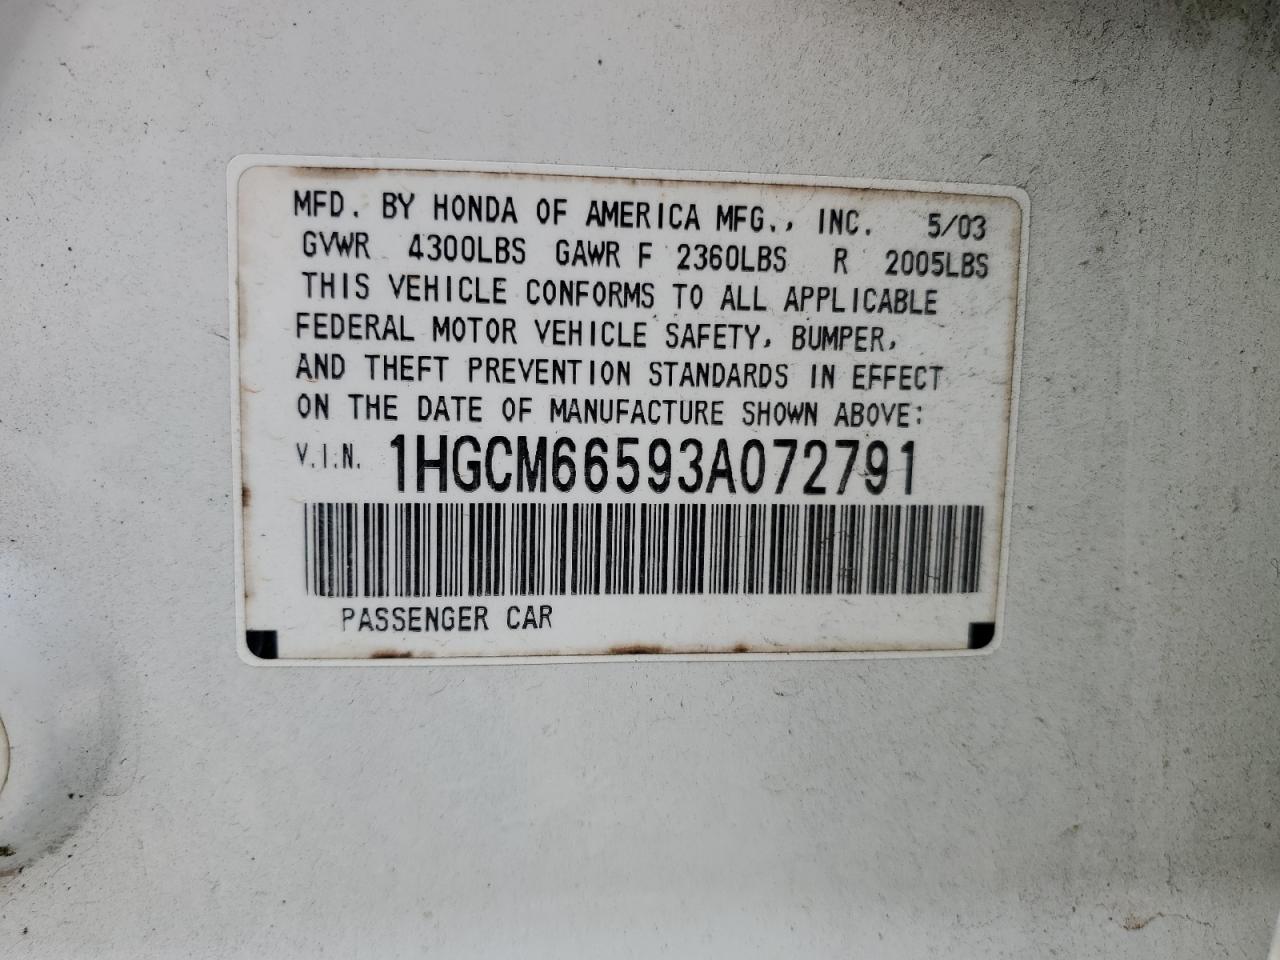 MFD. BY HONDA OF AMERICA MFG., INC. 5/03
GVWR 4300LBS GAWR F 2360LBS R 2005LBS
THIS VEHICLE CONFORMS TO ALL APPLICABLE
FEDERAL MOTOR VEHICLE SAFETY, BUMPER,
AND THEFT PREVENTION STANDARDS IN EFFECT
ON THE DATE OF MANUFACTURE SHOWN ABOVE:
V.I.N. 1HGCM66593A072791
PASSENGER CAR